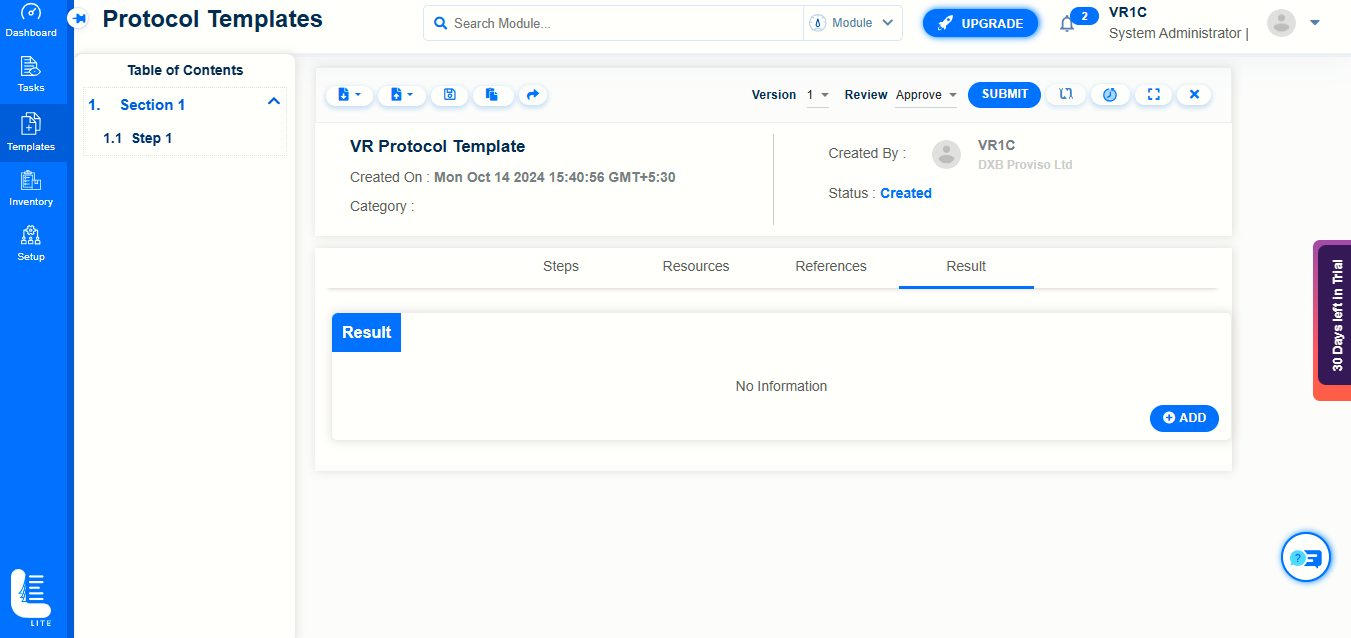 Dashboard
Tasks
Templates
Inventory
Setup
LITE
Protocol Templates
Search Module...
Module
UPGRADE
2
VR1C
System Administrator |
Table of Contents
1. Section 1
1.1 Step 1
Version 1
Review Approve
SUBMIT
VR Protocol Template
Created On : Mon Oct 14 2024 15:40:56 GMT+5:30
Category :
Created By :
VR1C
DXB Proviso Ltd
Status : Created
Steps
Resources
References
Result
Result
No Information
ADD
30 Days left in Trial
?